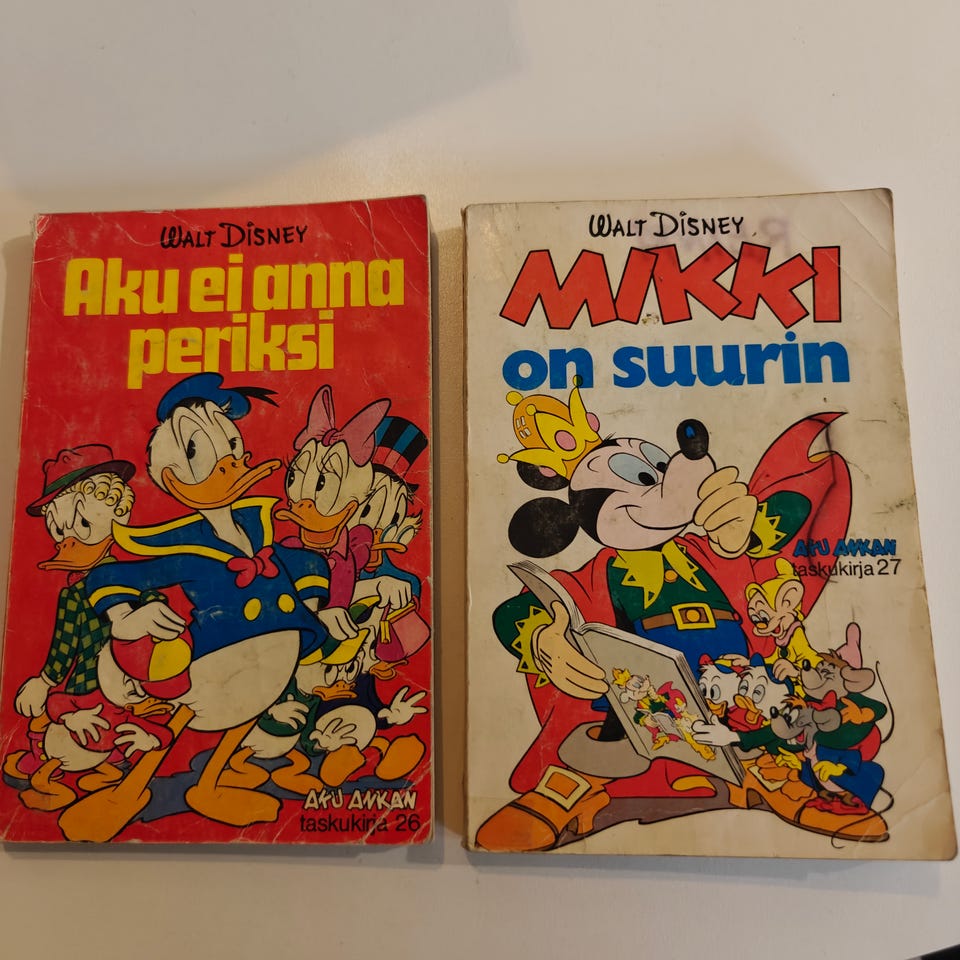 WALT DISNEY
Aku ei anna
periksi
AKU ANKAN
taskukirja 26
WALT DISNEY
MIKKI
on suurin
AKU ANKAN
taskukirja 27